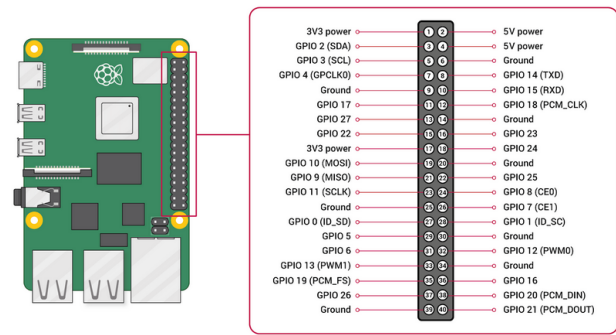 3V3 power 1 2 5V power
GPIO 2 (SDA) 3 4 5V power
GPIO 3 (SCL) 5 6 Ground
GPIO 4 (GPCLK0) 7 8 GPIO 14 (TXD)
Ground 9 10 GPIO 15 (RXD)
GPIO 17 11 12 GPIO 18 (PCM_CLK)
GPIO 27 13 14 Ground
GPIO 22 15 16 GPIO 23
3V3 power 17 18 GPIO 24
GPIO 10 (MOSI) 19 20 Ground
GPIO 9 (MISO) 21 22 GPIO 25
GPIO 11 (SCLK) 23 24 GPIO 8 (CE0)
Ground 25 26 GPIO 7 (CE1)
GPIO 0 (ID_SD) 27 28 GPIO 1 (ID_SC)
GPIO 5 29 30 Ground
GPIO 6 31 32 GPIO 12 (PWM0)
GPIO 13 (PWM1) 33 34 Ground
GPIO 19 (PCM_FS) 35 36 GPIO 16
GPIO 26 37 38 GPIO 20 (PCM_DIN)
Ground 39 40 GPIO 21 (PCM_DOUT)